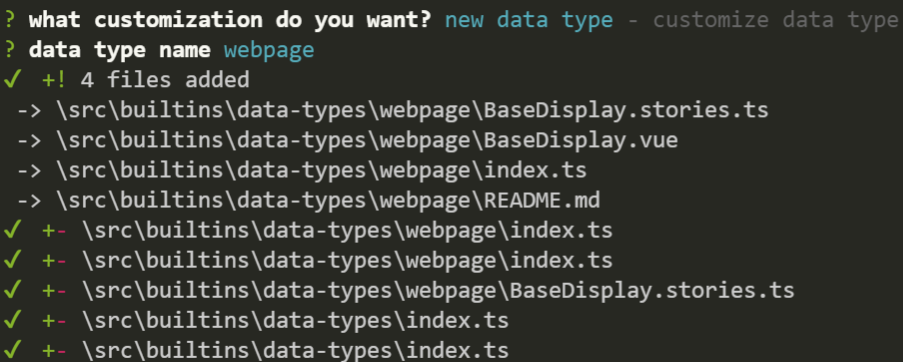 ? what customization do you want? new data type - customize data type
? data type name webpage
✔ +! 4 files added
-> \src\builtins\data-types\webpage\BaseDisplay.stories.ts
-> \src\builtins\data-types\webpage\BaseDisplay.vue
-> \src\builtins\data-types\webpage\index.ts
-> \src\builtins\data-types\webpage\README.md
✔ +- \src\builtins\data-types\webpage\index.ts
✔ +- \src\builtins\data-types\webpage\index.ts
✔ +- \src\builtins\data-types\webpage\BaseDisplay.stories.ts
✔ +- \src\builtins\data-types\index.ts
✔ +- \src\builtins\data-types\index.ts